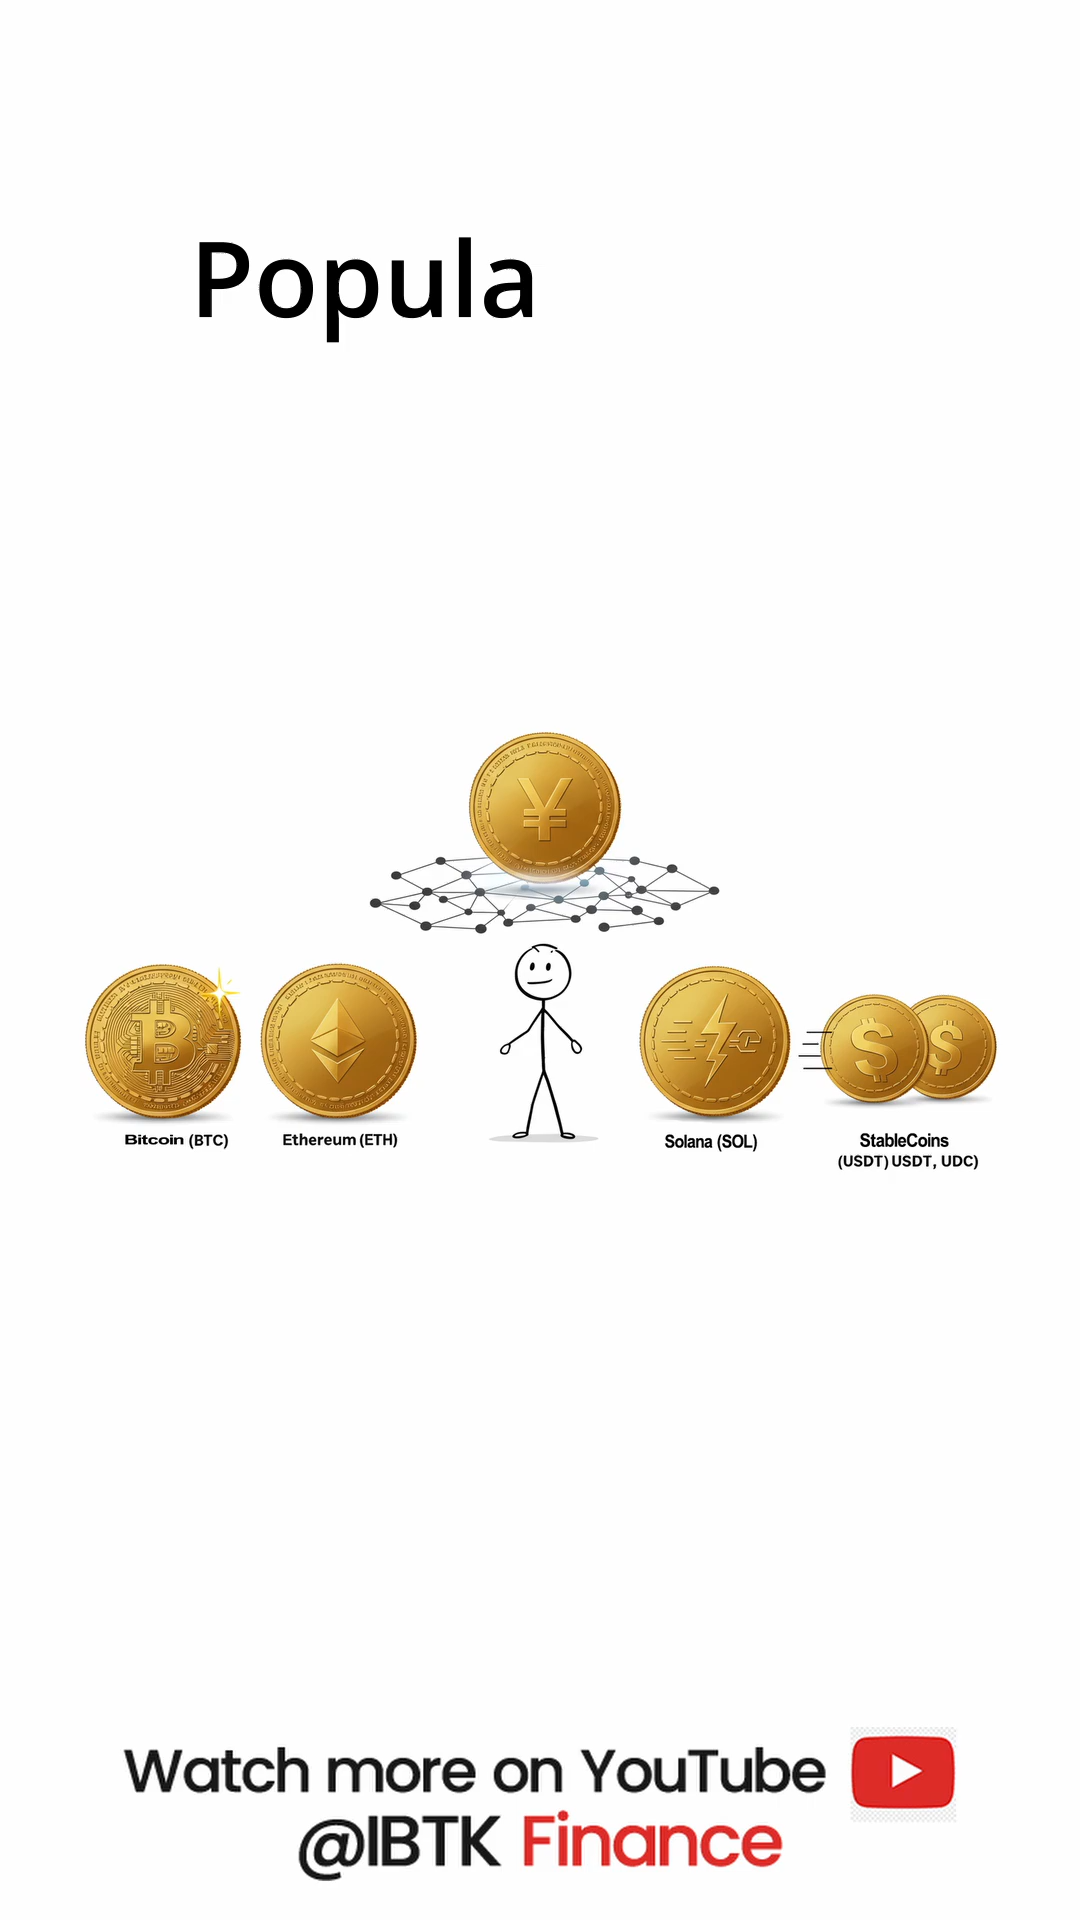 Popula
Bitcoin (BTC)
Ethereum (ETH)
Solana (SOL)
StableCoins
(USDT) USDT, UDC)
Watch more on YouTube
@IBTK Finance